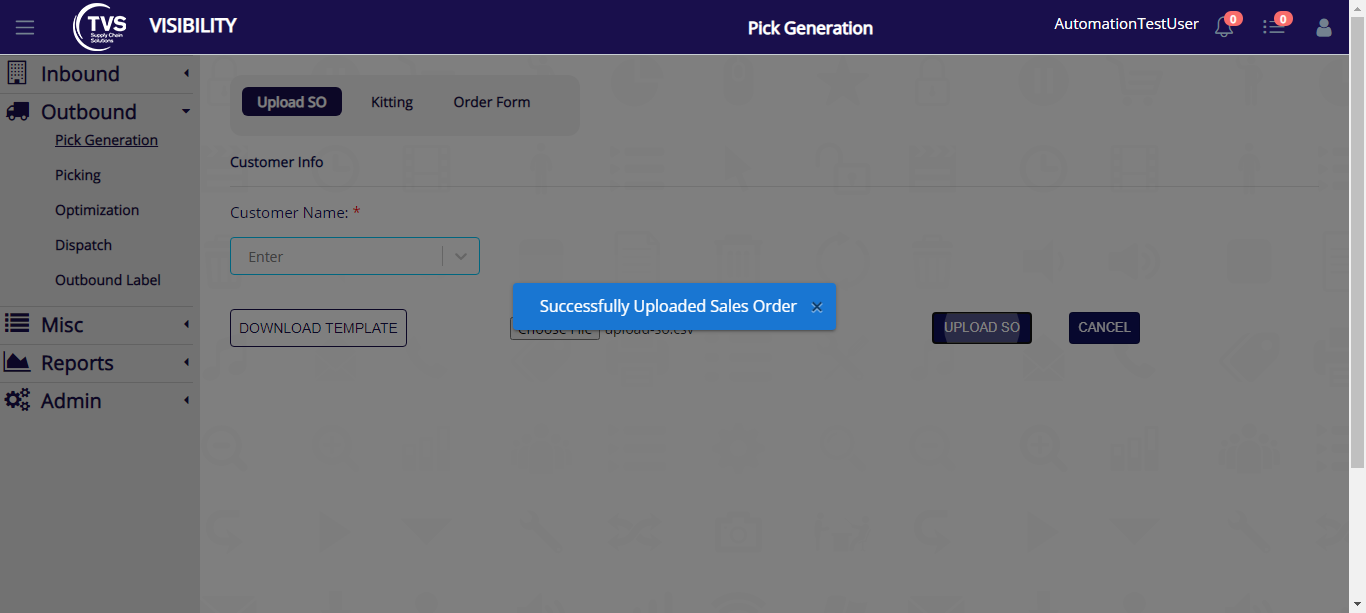 TVS
Supply Chain
Solutions
VISIBILITY
Pick Generation
AutomationTestUser
0
0
Inbound
Outbound
Pick Generation
Picking
Optimization
Dispatch
Outbound Label
Misc
Reports
Admin
Upload SO
Kitting
Order Form
Customer Info
Customer Name: *
Enter
Successfully Uploaded Sales Order ×
DOWNLOAD TEMPLATE
Choose File upload-so.csv
UPLOAD SO
CANCEL